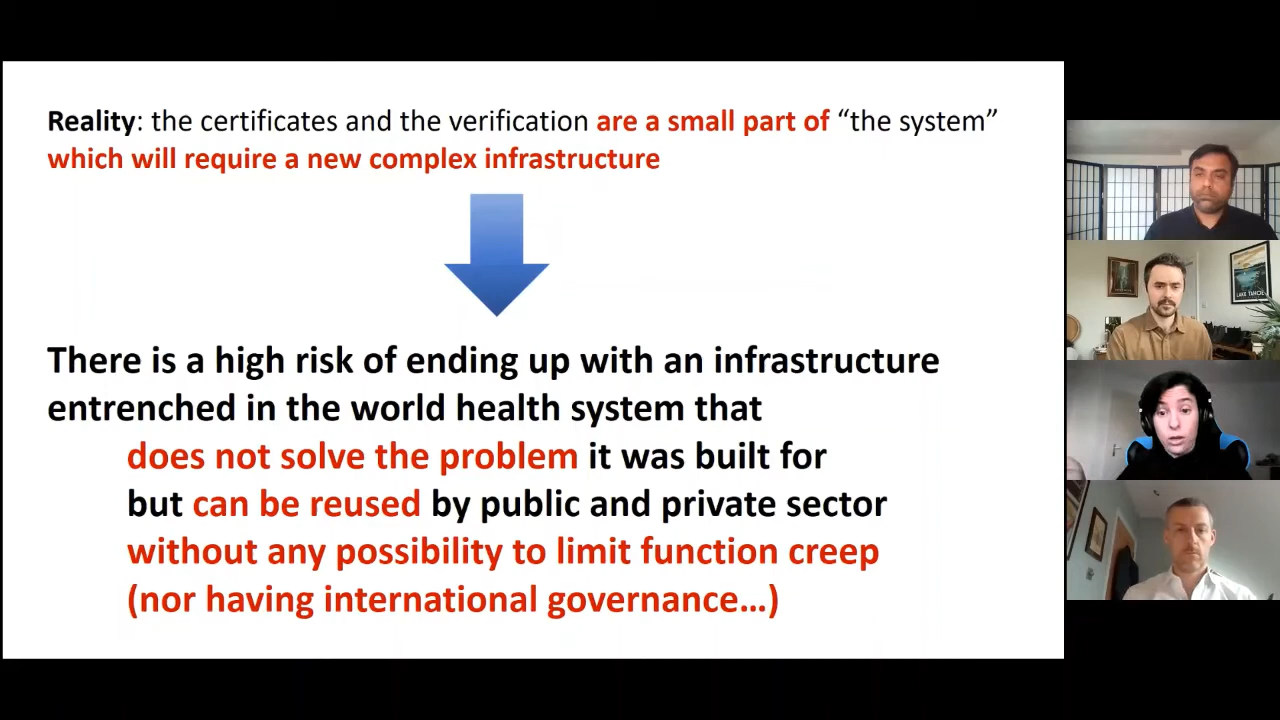 Reality: the certificates and the verification are a small part of “the system”
which will require a new complex infrastructure
There is a high risk of ending up with an infrastructure
entrenched in the world health system that
does not solve the problem it was built for
but can be reused by public and private sector
without any possibility to limit function creep
(nor having international governance…)
LAKE TAHOE